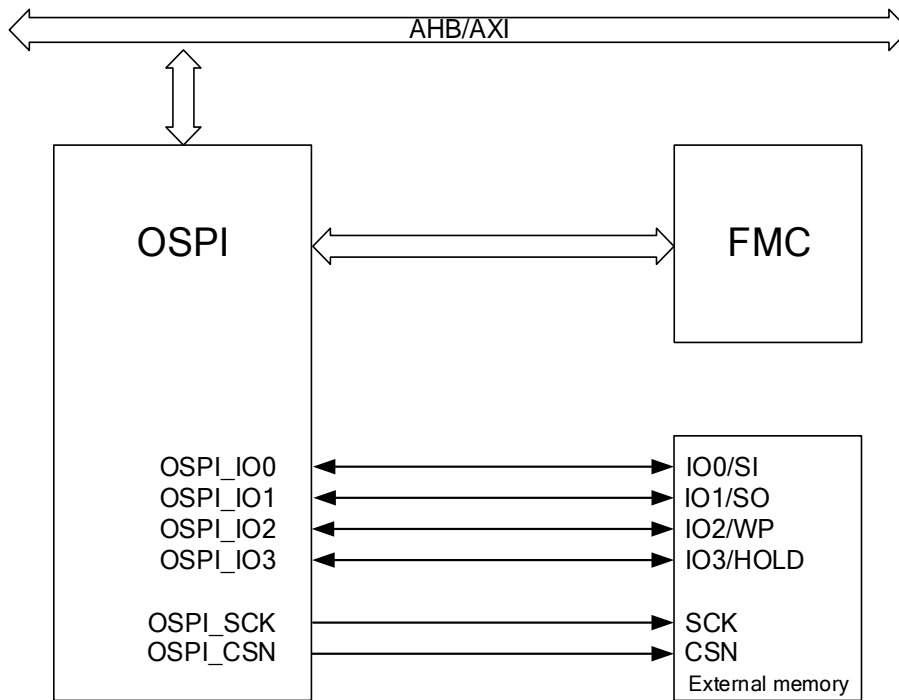 AHB/AXI
OSPI
FMC
OSPI_IO0
IO0/SI
OSPI_IO1
IO1/SO
OSPI_IO2
IO2/WP
OSPI_IO3
IO3/HOLD
OSPI_SCK
SCK
OSPI_CSN
CSN
External memory